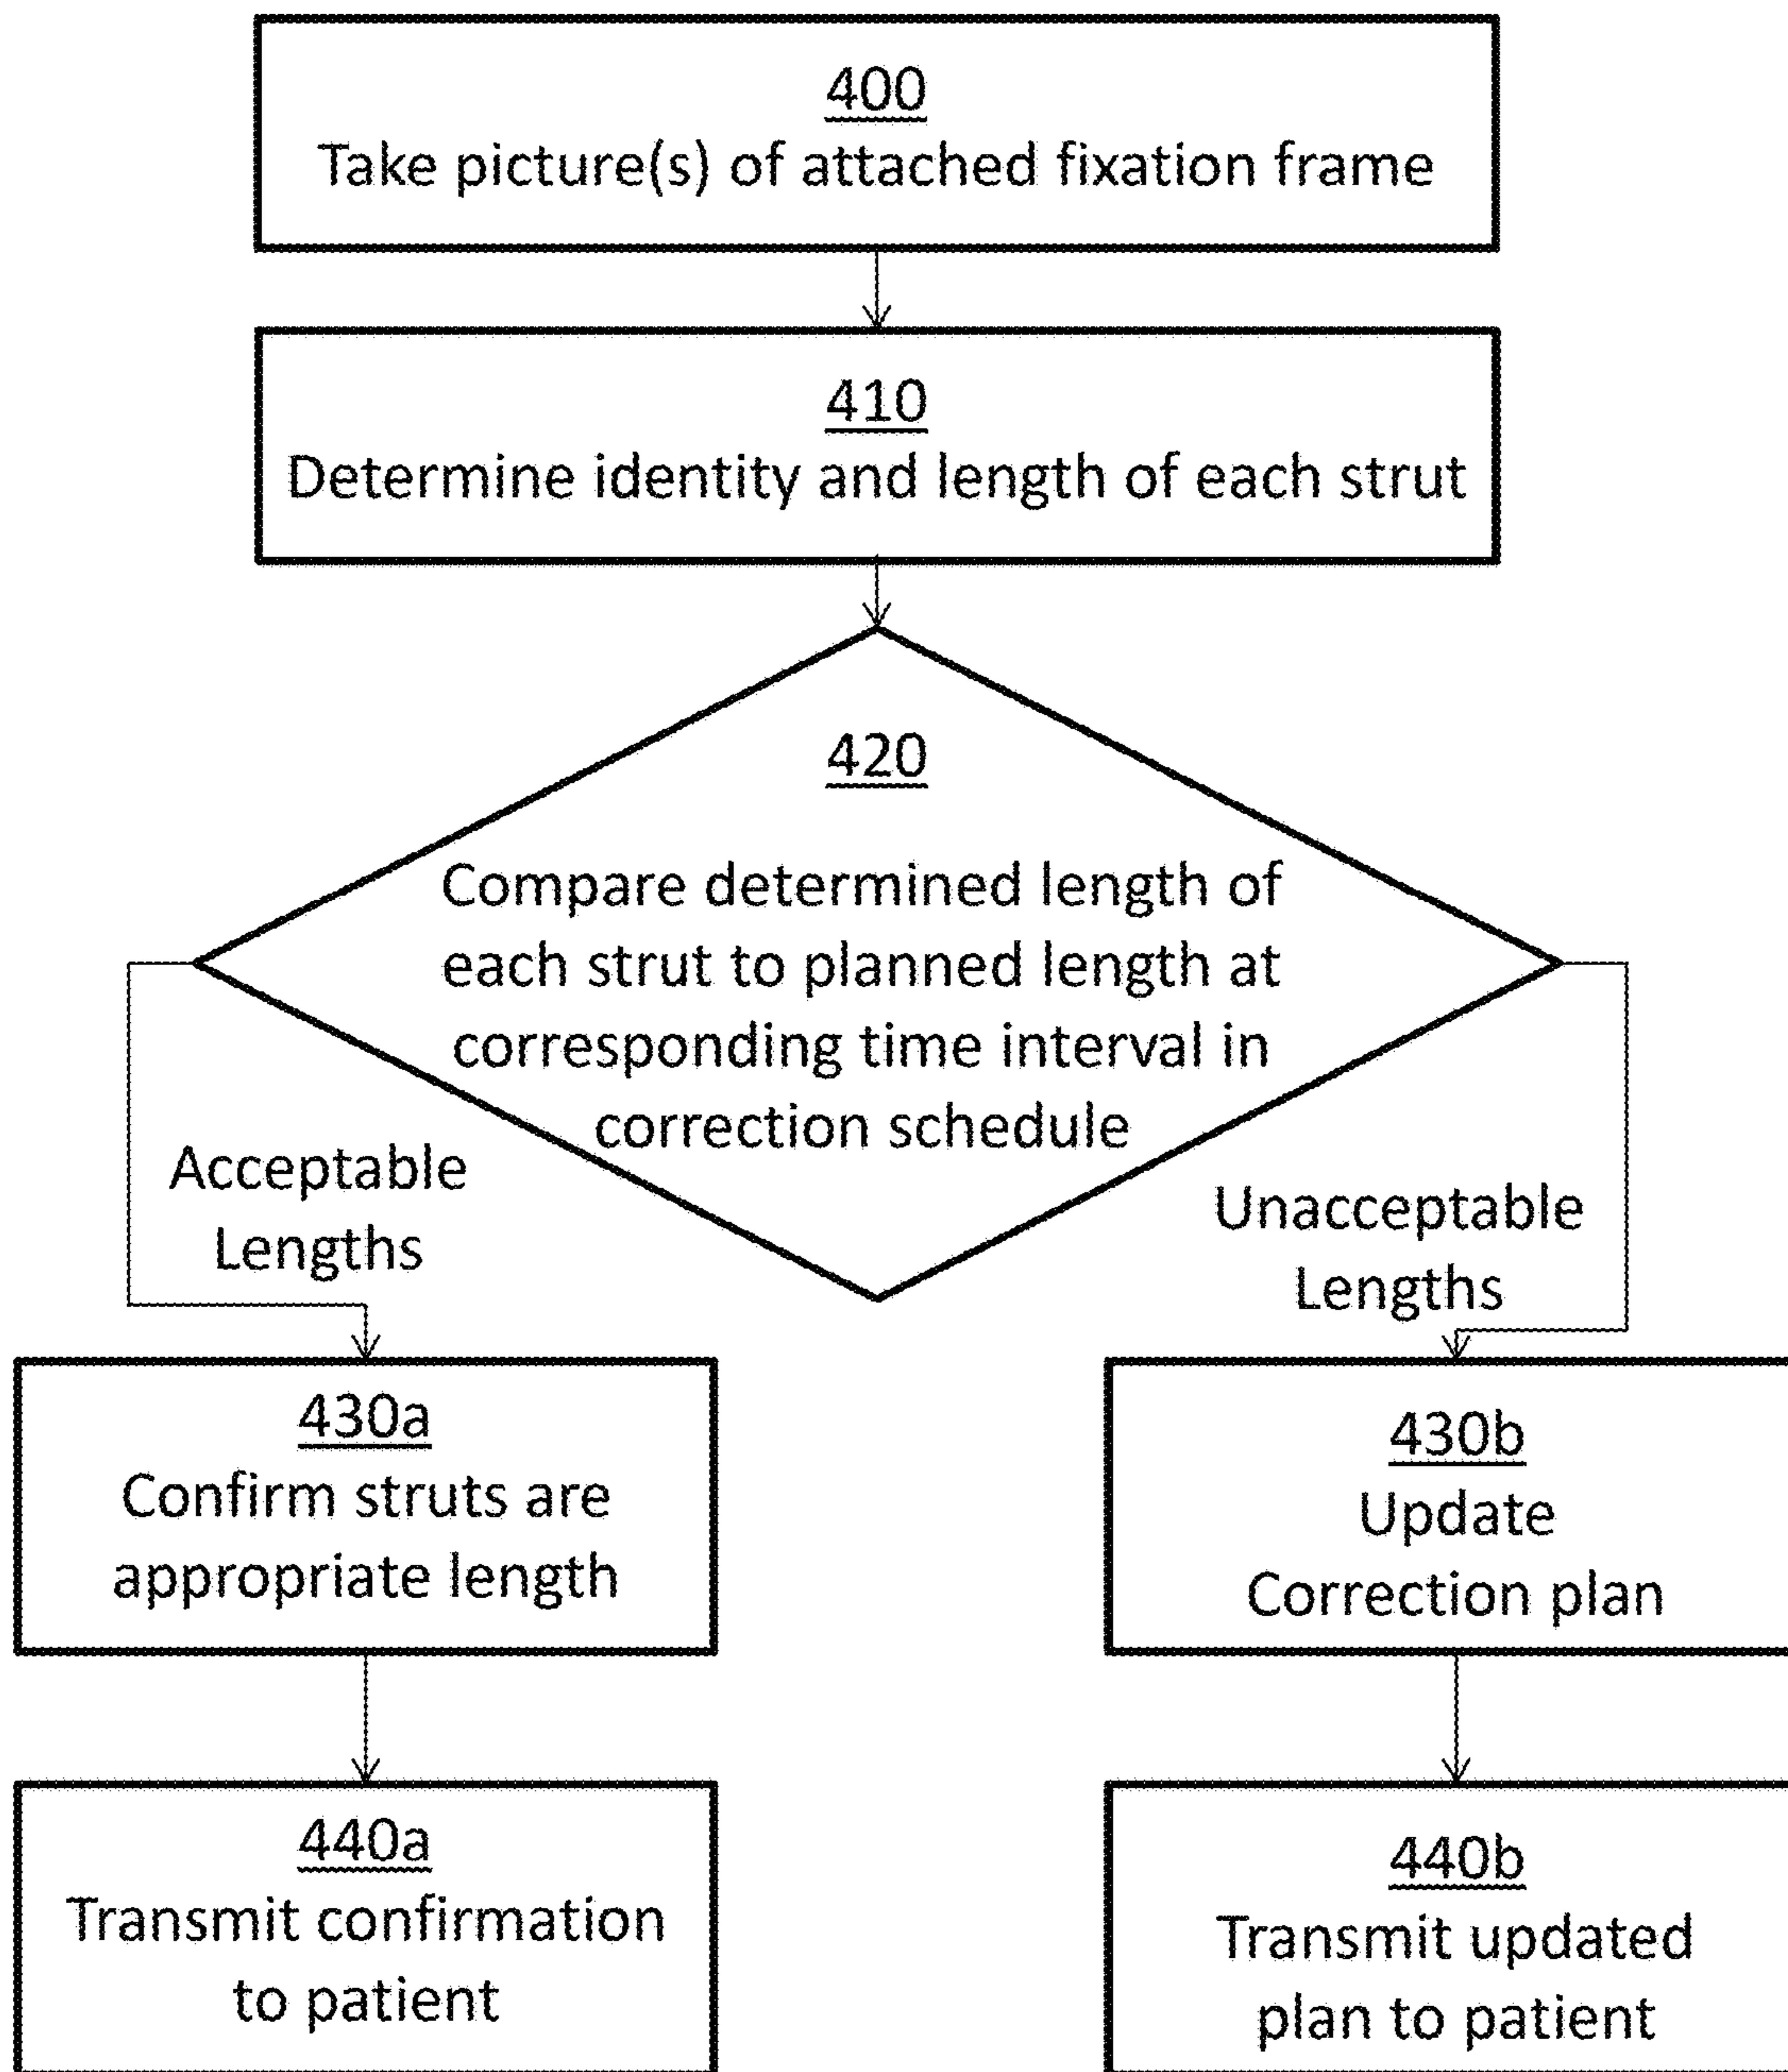 400
Take picture(s) of attached fixation frame
410
Determine identity and length of each strut
420
Compare determined length of
each strut to planned length at
corresponding time interval in
correction schedule
Acceptable
Lengths
Unacceptable
Lengths
430a
Confirm struts are
appropriate length
430b
Update
Correction plan
440a
Transmit confirmation
to patient
440b
Transmit updated
plan to patient